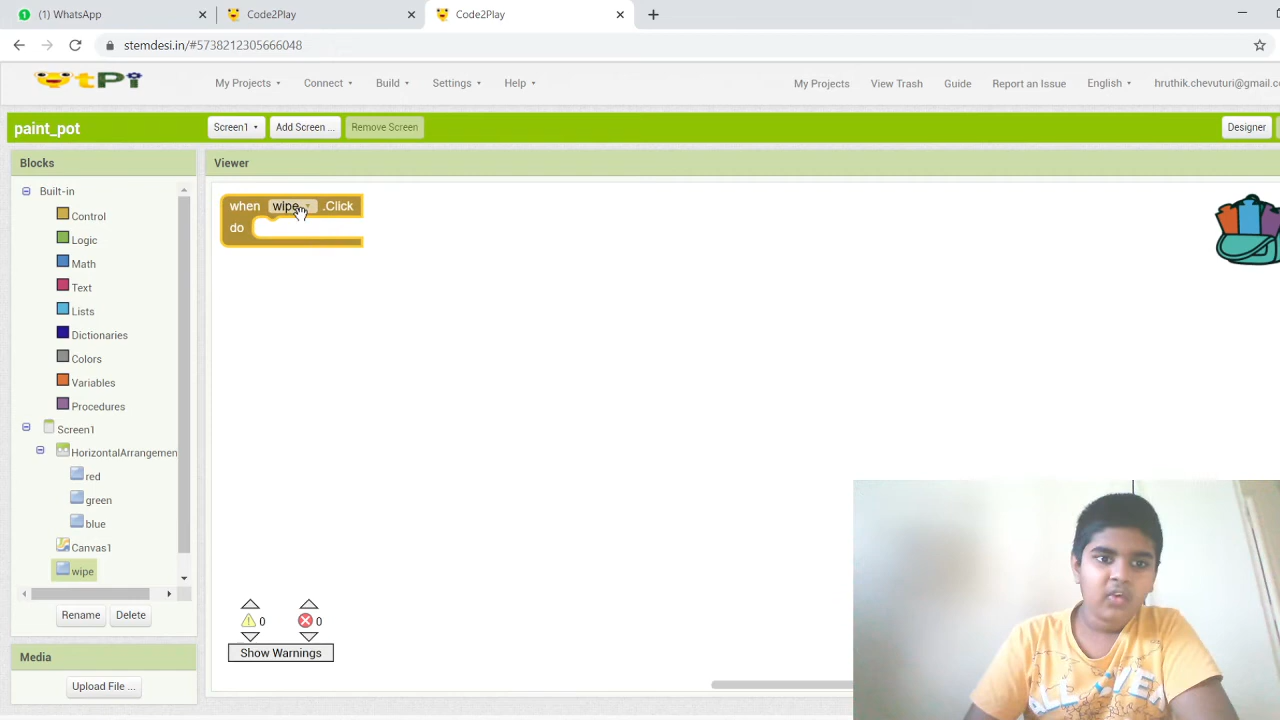 WhatsApp
Code2Play
Code2Play
stemdesi.in/#5738212305666048
tPi
My Projects
Connect
Build
Settings
Help
My Projects
View Trash
Guide
Report an Issue
English
hruthik.chevuturi@gmail.co
paint_pot
Screen1
Add Screen ...
Remove Screen
Designer
Blocks
Viewer
Built-in
Control
Logic
Math
Text
Lists
Dictionaries
Colors
Variables
Procedures
Screen1
HorizontalArrangemen
red
green
blue
Canvas1
wipe
Rename
Delete
Media
Upload File ...
when wipe .Click
do
0
0
Show Warnings